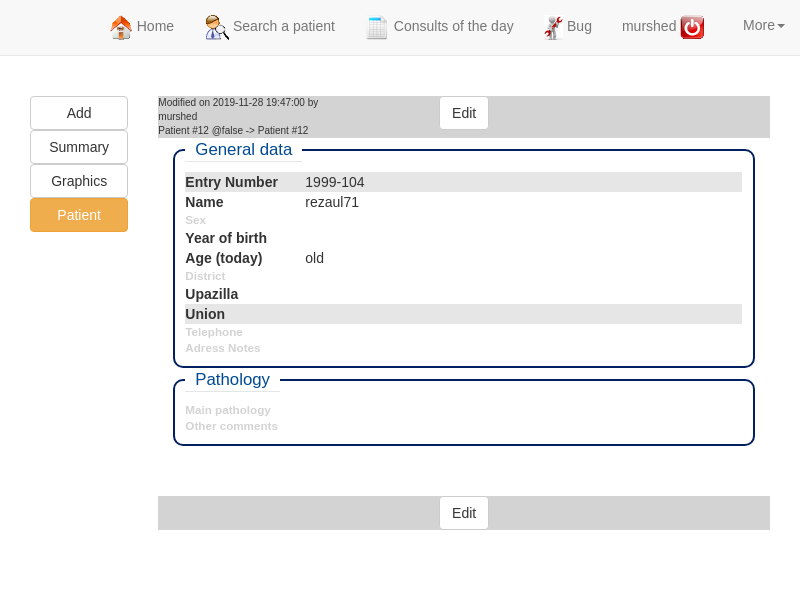 Home Search a patient Consults of the day Bug murshed More
Add
Summary
Graphics
Patient
Modified on 2019-11-28 19:47:00 by
murshed
Patient #12 @false -> Patient #12
Edit
General data
Entry Number 1999-104
Name rezaul71
Sex
Year of birth
Age (today) old
District
Upazilla
Union
Telephone
Adress Notes
Pathology
Main pathology
Other comments
Edit